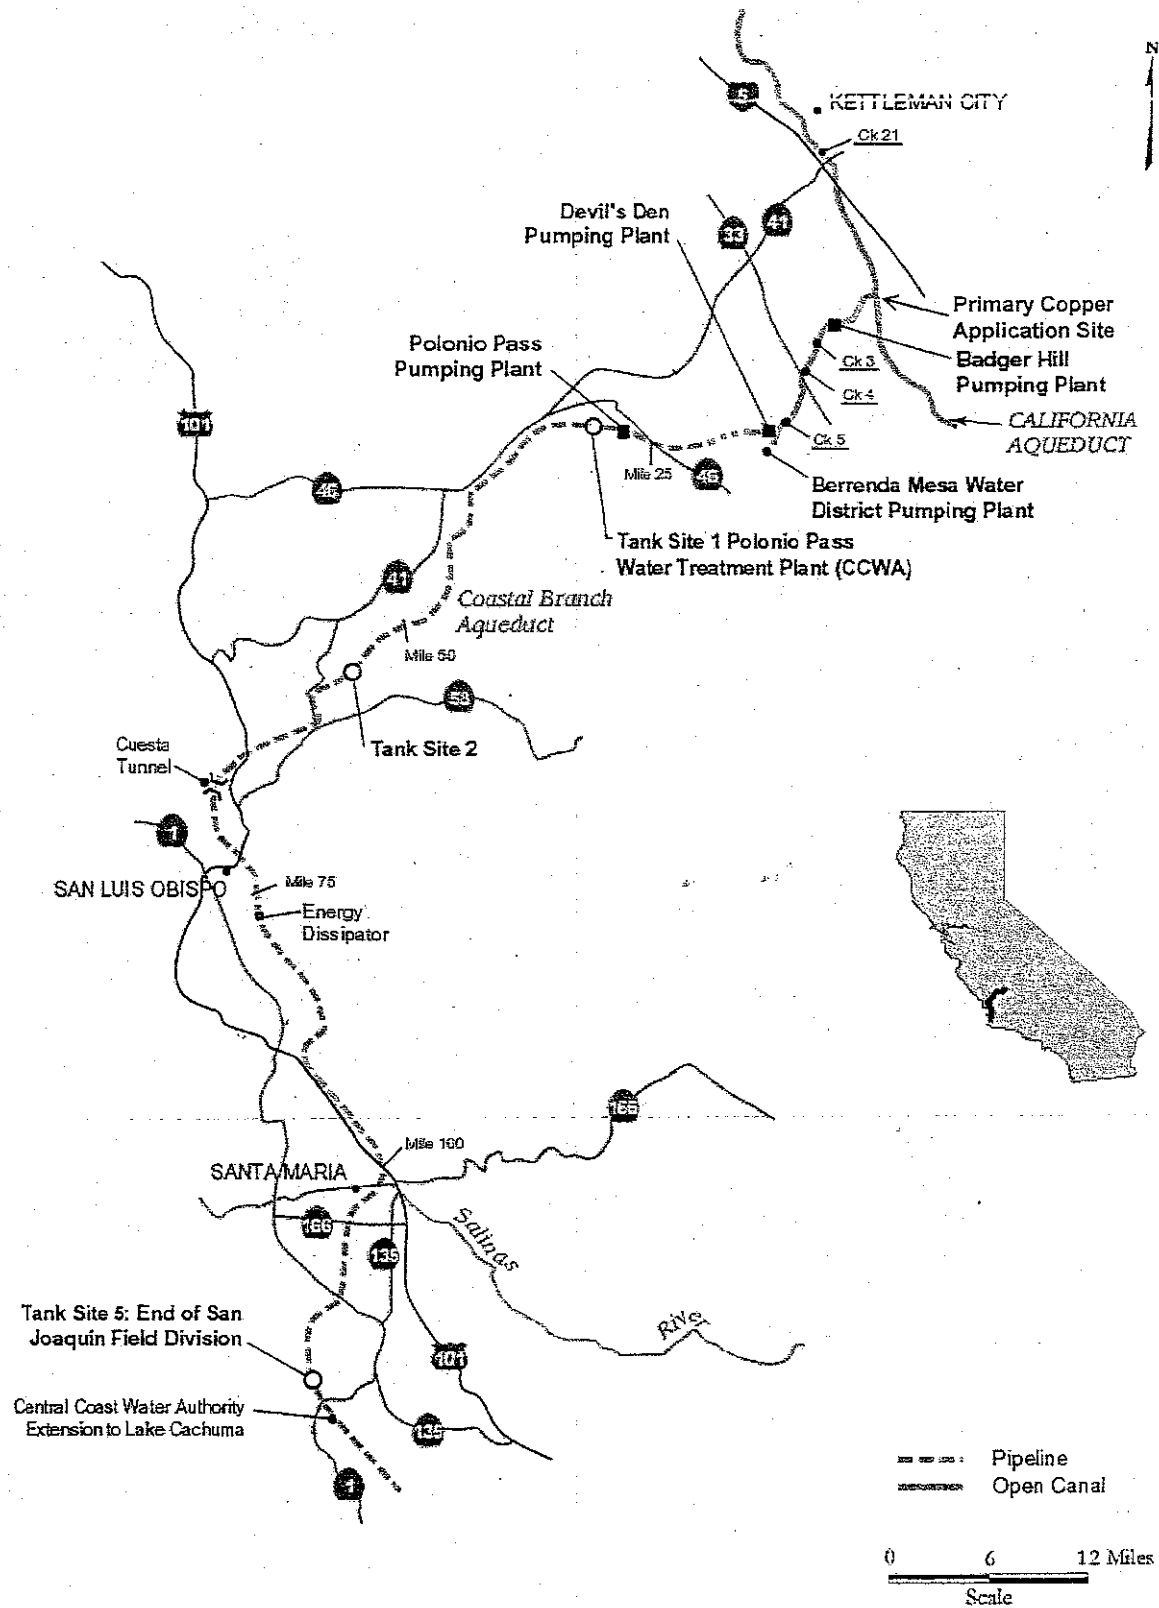 N
5
KETTLEMAN CITY
Ck 21
Devil's Den
Pumping Plant
33
41
Primary Copper
Application Site
Polonio Pass
Pumping Plant
Badger Hill
Pumping Plant
Ck 3
Ck 4
101
CALIFORNIA
AQUEDUCT
Ck 5
Mile 25
46
46
Berrenda Mesa Water
District Pumping Plant
Tank Site 1 Polonio Pass
Water Treatment Plant (CCWA)
41
Coastal Branch
Aqueduct
Mile 50
Tank Site 2
Cuesta
Tunnel
1
SAN LUIS OBISPO
Mile 75
Energy
Dissipator
166
Mile 100
SANTA MARIA
166
135
Salinas
River
Tank Site 5: End of San
Joaquin Field Division
101
Central Coast Water Authority
Extension to Lake Cachuma
135
1
Pipeline
Open Canal
0 6 12 Miles
Scale